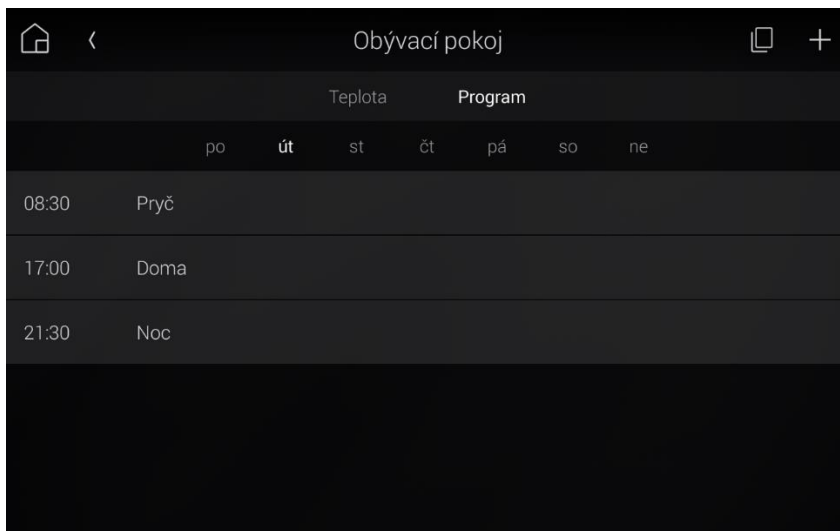 Obývací pokoj
Teplota Program
po út st čt pá so ne
08:30 Pryč
17:00 Doma
21:30 Noc